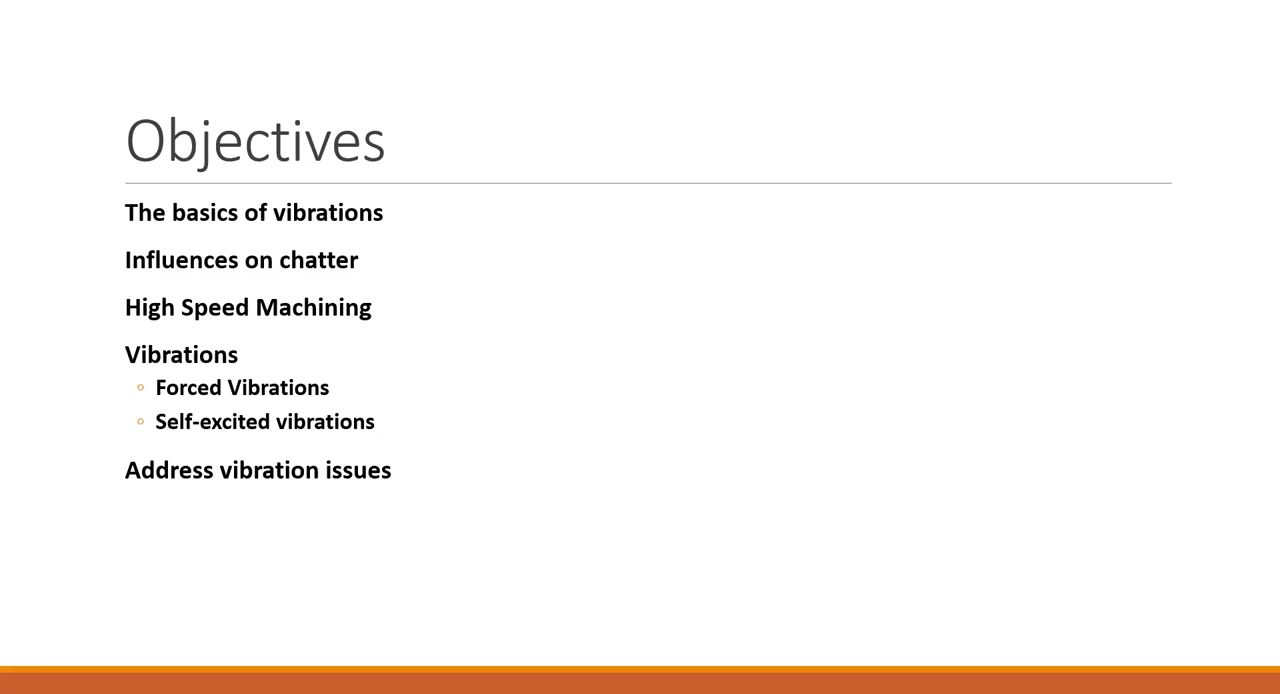 Objectives
The basics of vibrations
Influences on chatter
High Speed Machining
Vibrations
Forced Vibrations
Self-excited vibrations
Address vibration issues